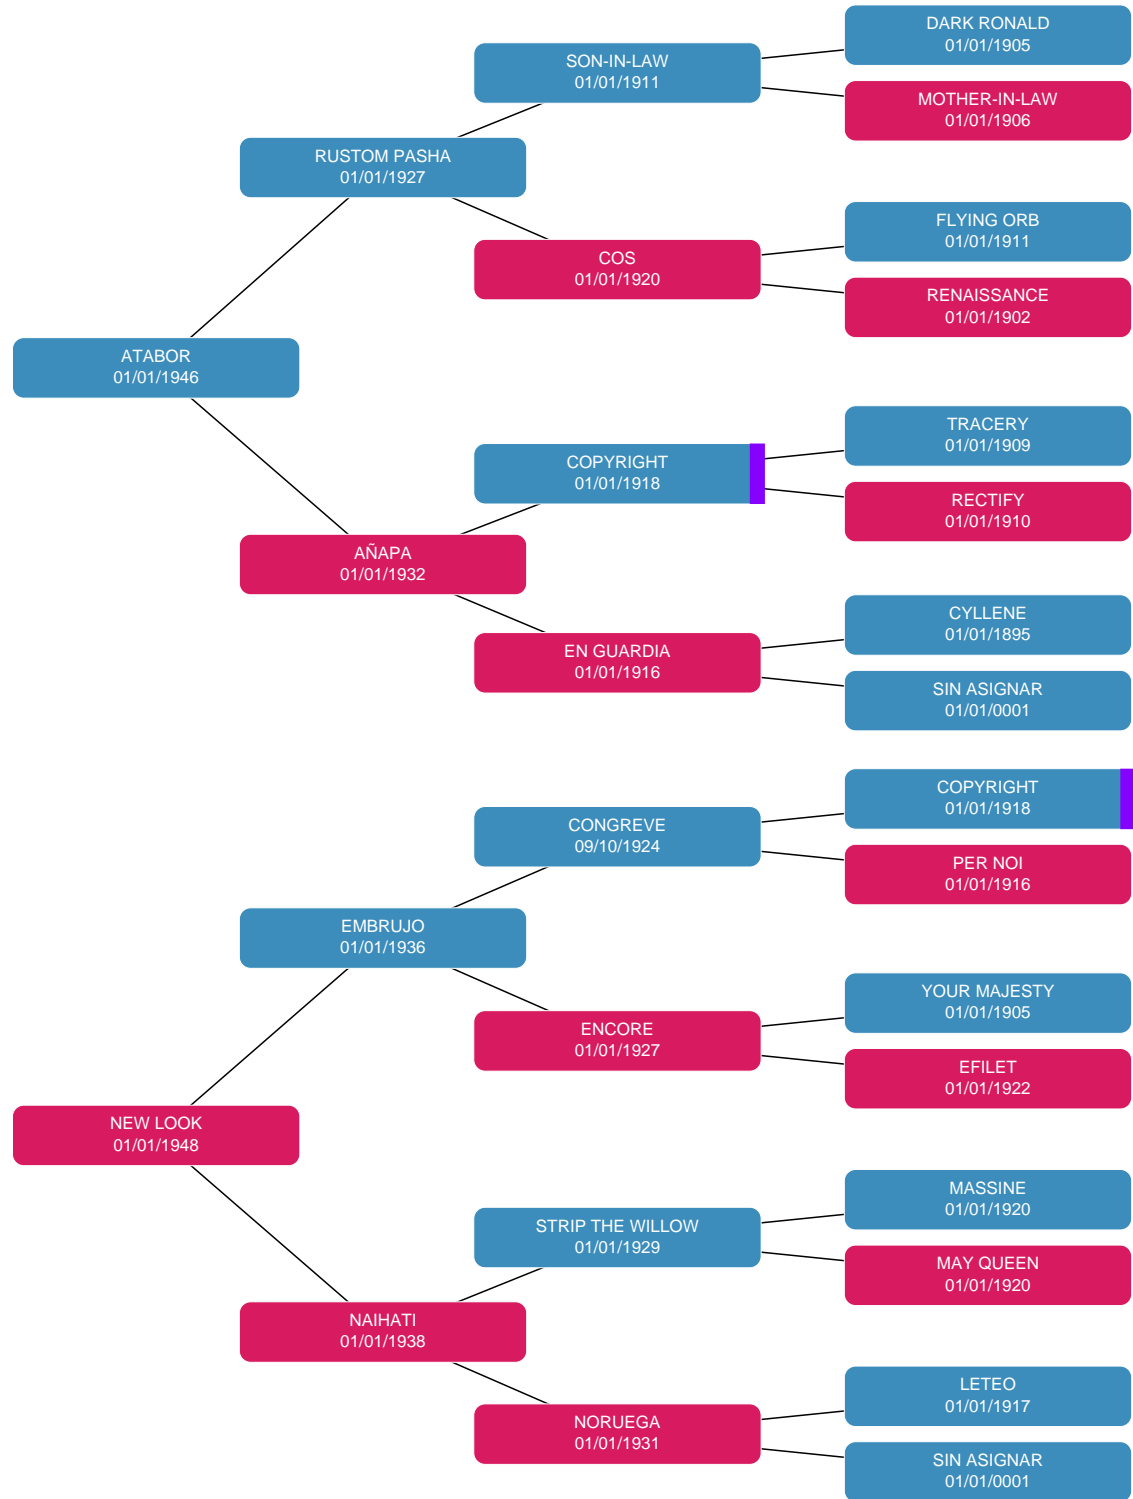 DARK RONALD
01/01/1905
SON-IN-LAW
01/01/1911
MOTHER-IN-LAW
01/01/1906
RUSTOM PASHA
01/01/1927
FLYING ORB
01/01/1911
COS
01/01/1920
RENAISSANCE
01/01/1902
ATABOR
01/01/1946
TRACERY
01/01/1909
COPYRIGHT
01/01/1918
RECTIFY
01/01/1910
AÑAPA
01/01/1932
CYLLENE
01/01/1895
EN GUARDIA
01/01/1916
SIN ASIGNAR
01/01/0001
COPYRIGHT
01/01/1918
CONGREVE
09/10/1924
PER NOI
01/01/1916
EMBRUJO
01/01/1936
YOUR MAJESTY
01/01/1905
ENCORE
01/01/1927
EFILET
01/01/1922
NEW LOOK
01/01/1948
MASSINE
01/01/1920
STRIP THE WILLOW
01/01/1929
MAY QUEEN
01/01/1920
NAIHATI
01/01/1938
LETEO
01/01/1917
NORUEGA
01/01/1931
SIN ASIGNAR
01/01/0001